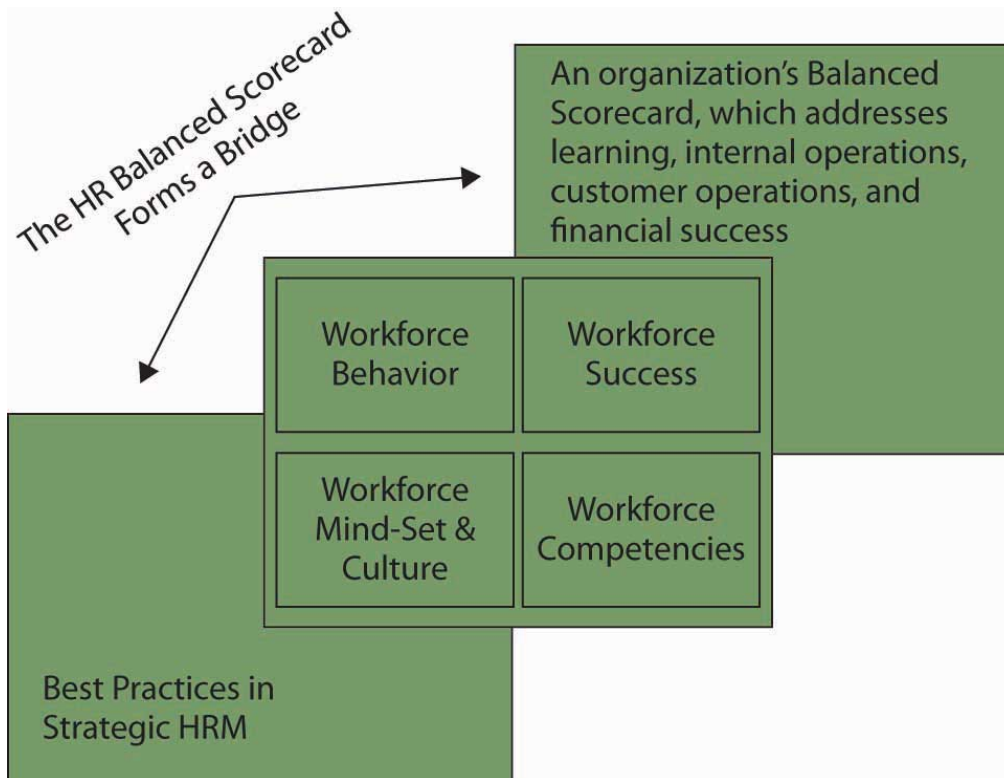 The HR Balanced Scorecard
Forms a Bridge
An organization’s Balanced
Scorecard, which addresses
learning, internal operations,
customer operations, and
financial success
Workforce
Behavior
Workforce
Success
Workforce
Mind-Set &
Culture
Workforce
Competencies
Best Practices in
Strategic HRM